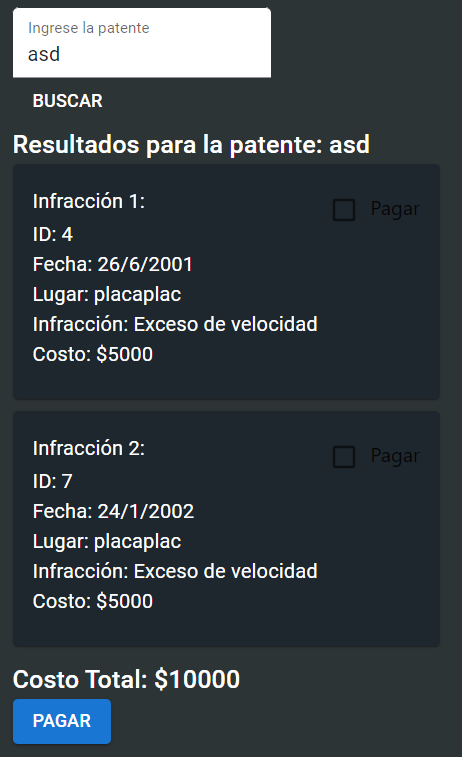 Ingrese la patente
asd
BUSCAR
Resultados para la patente: asd
Infracción 1:
Pagar
ID: 4
Fecha: 26/6/2001
Lugar: placaplac
Infracción: Exceso de velocidad
Costo: $5000
Infracción 2:
Pagar
ID: 7
Fecha: 24/1/2002
Lugar: placaplac
Infracción: Exceso de velocidad
Costo: $5000
Costo Total: $10000
PAGAR